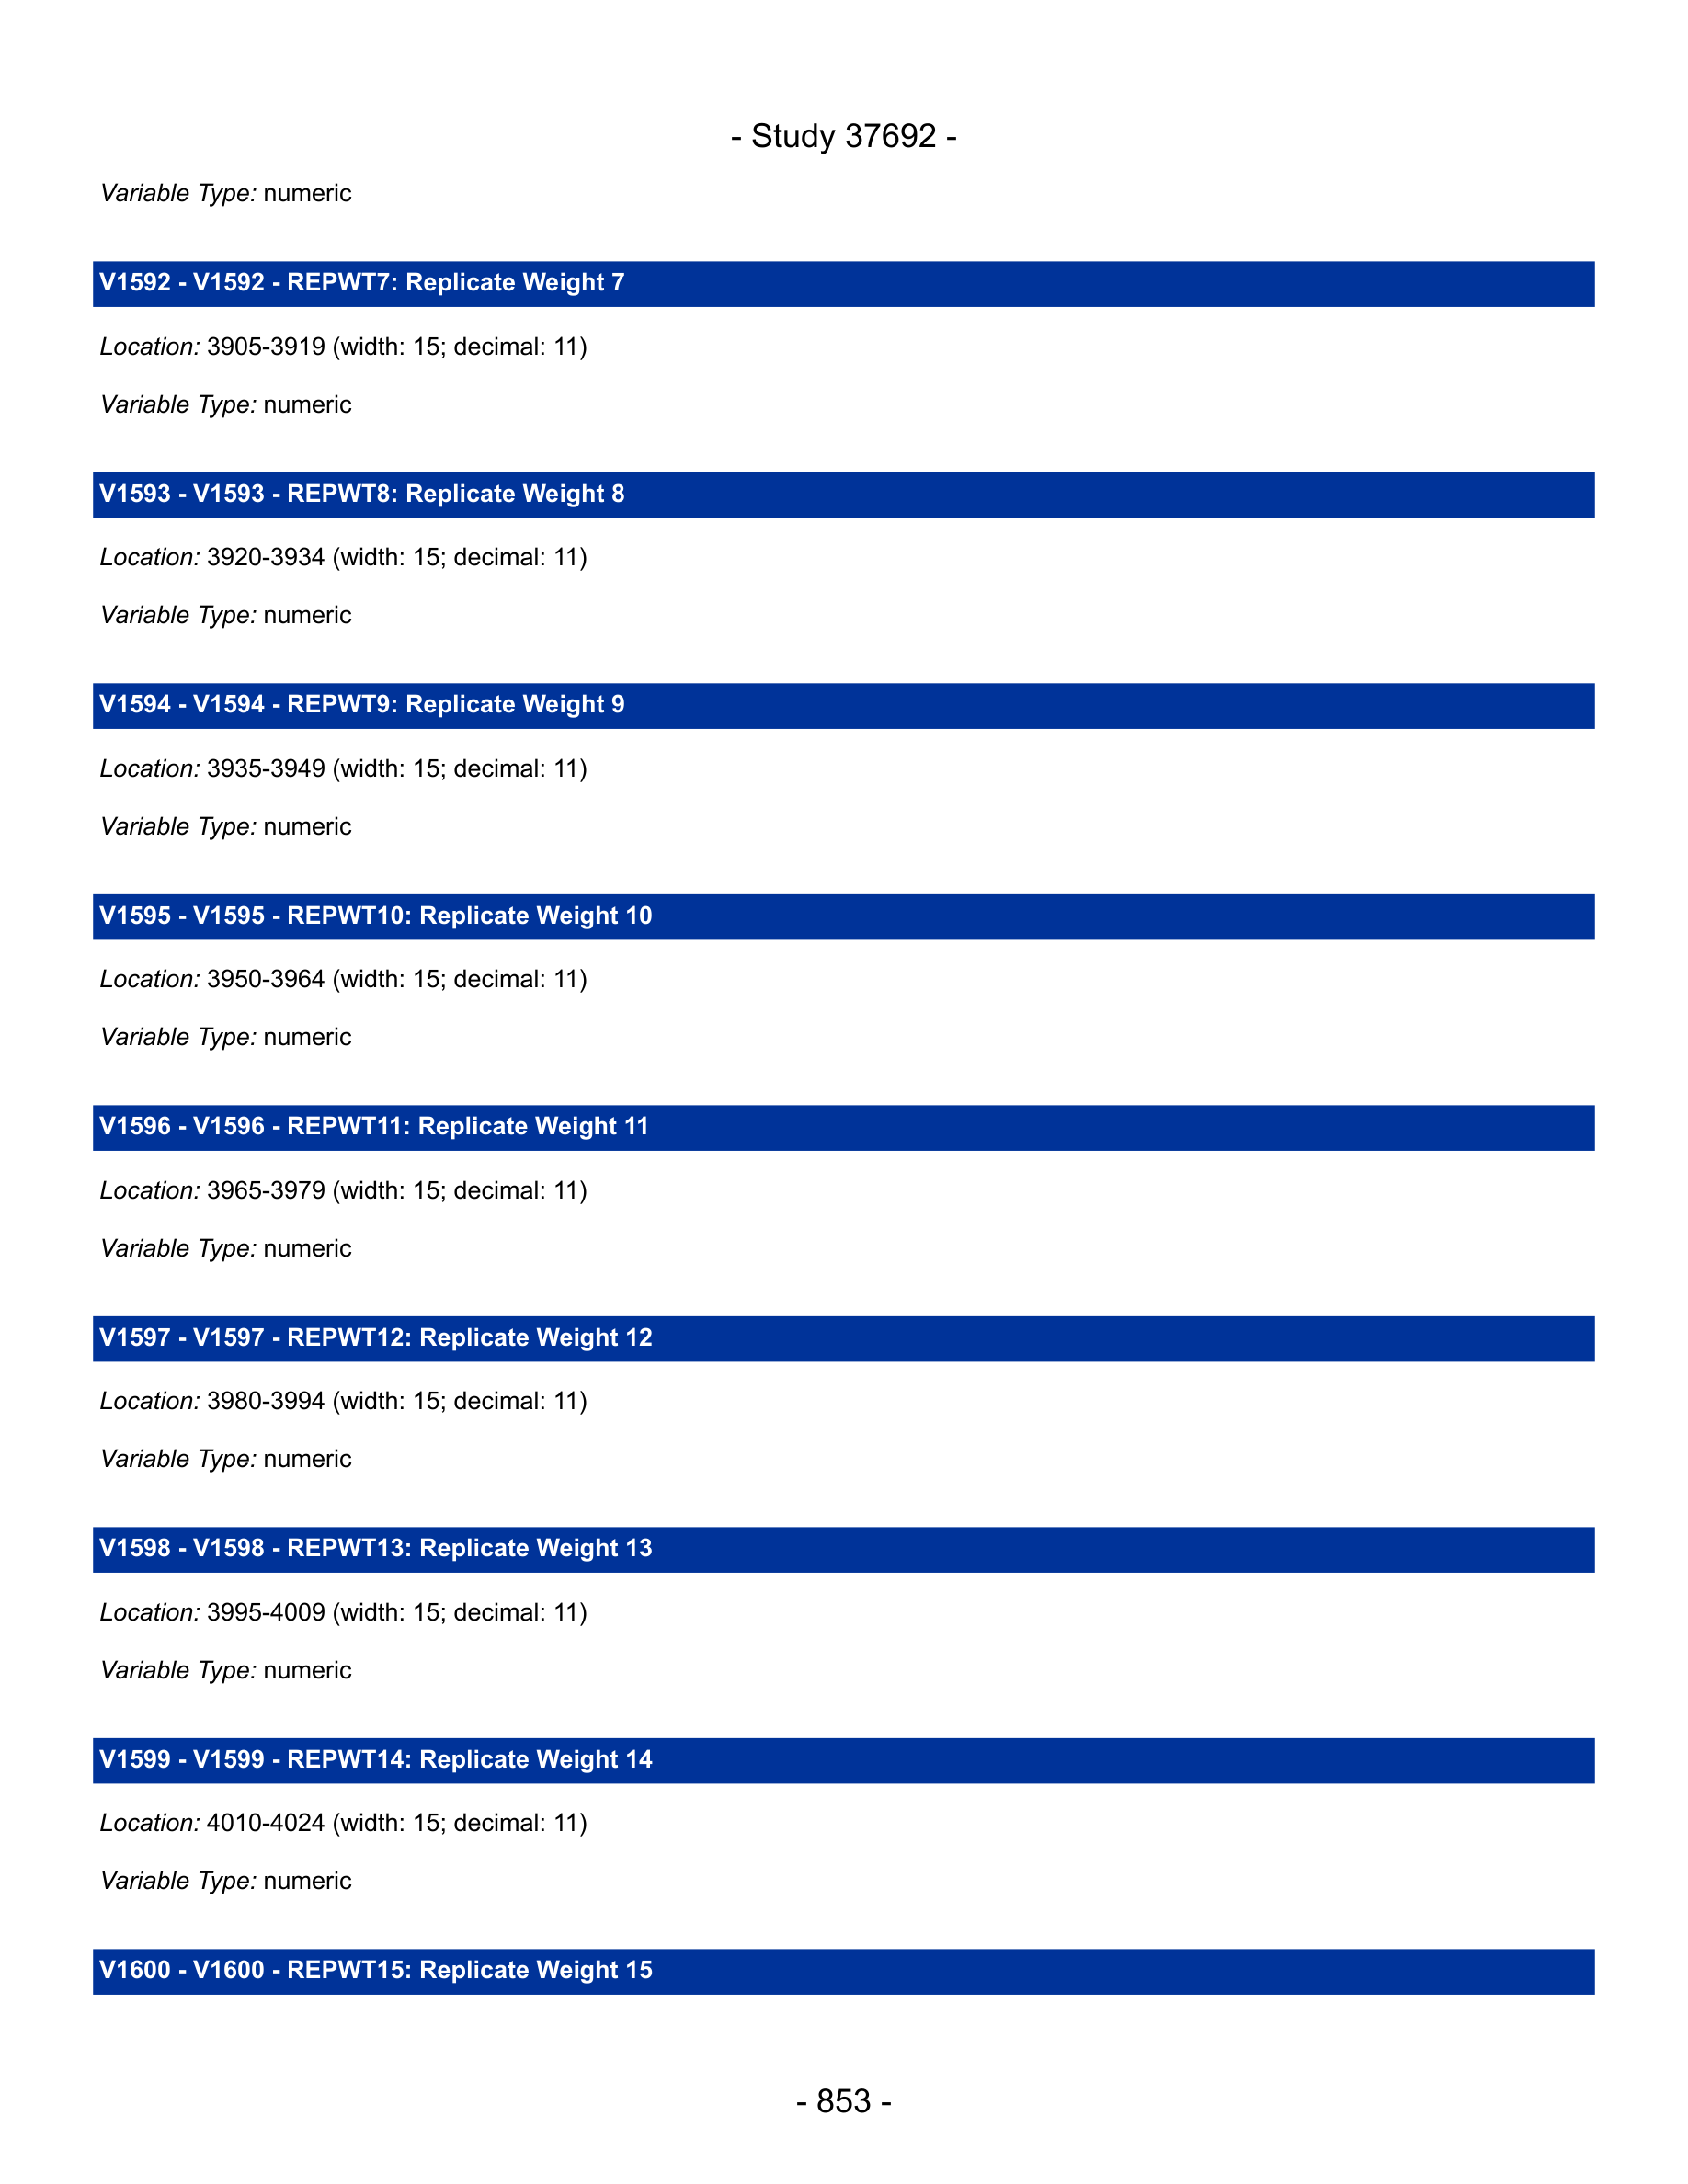 - Study 37692 -
Variable Type: numeric
V1592 - V1592 - REPWT7: Replicate Weight 7
Location: 3905-3919 (width: 15; decimal: 11)
Variable Type: numeric
V1593 - V1593 - REPWT8: Replicate Weight 8
Location: 3920-3934 (width: 15; decimal: 11)
Variable Type: numeric
V1594 - V1594 - REPWT9: Replicate Weight 9
Location: 3935-3949 (width: 15; decimal: 11)
Variable Type: numeric
V1595 - V1595 - REPWT10: Replicate Weight 10
Location: 3950-3964 (width: 15; decimal: 11)
Variable Type: numeric
V1596 - V1596 - REPWT11: Replicate Weight 11
Location: 3965-3979 (width: 15; decimal: 11)
Variable Type: numeric
V1597 - V1597 - REPWT12: Replicate Weight 12
Location: 3980-3994 (width: 15; decimal: 11)
Variable Type: numeric
V1598 - V1598 - REPWT13: Replicate Weight 13
Location: 3995-4009 (width: 15; decimal: 11)
Variable Type: numeric
V1599 - V1599 - REPWT14: Replicate Weight 14
Location: 4010-4024 (width: 15; decimal: 11)
Variable Type: numeric
V1600 - V1600 - REPWT15: Replicate Weight 15
- 853 -